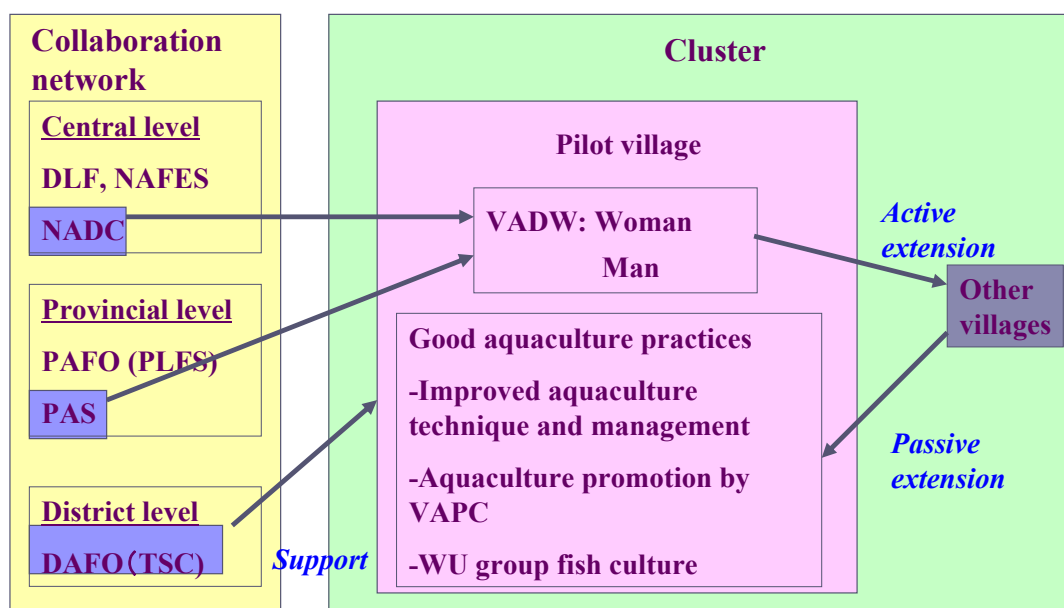 Collaboration
network
Central level
DLF, NAFES
NADC
Provincial level
PAFO (PLFS)
PAS
District level
DAFO(TSC)
Support
Cluster
Pilot village
VADW: Woman
Man
Good aquaculture practices
-Improved aquaculture
technique and management
-Aquaculture promotion by
VAPC
-WU group fish culture
Active
extension
Other
villages
Passive
extension